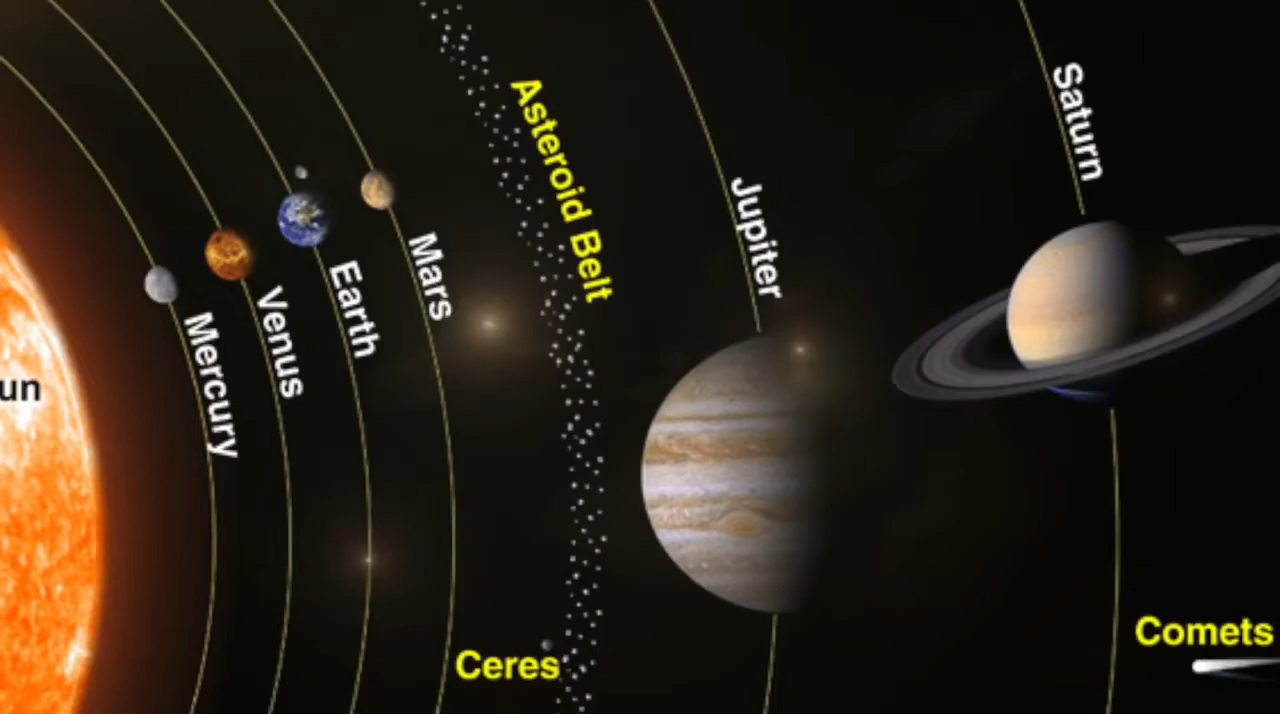 un
Mercury
Venus
Earth
Mars
Asteroid Belt
Ceres
Jupiter
Saturn
Comets